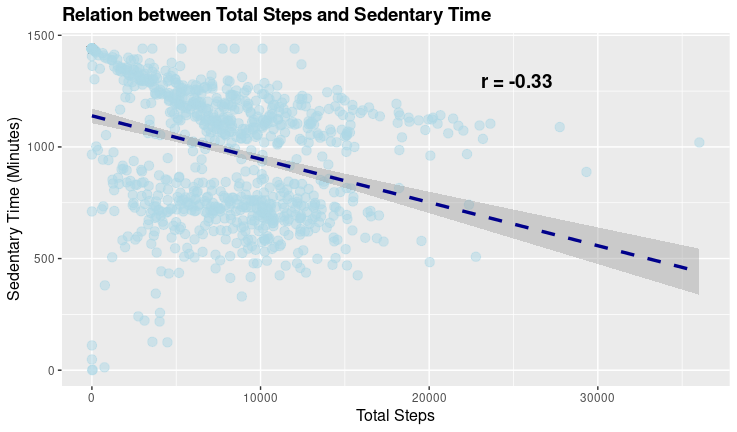 Relation between Total Steps and Sedentary Time
1500
r = -0.33
1000
Sedentary Time (Minutes)
500
0
0 10000 20000 30000
Total Steps